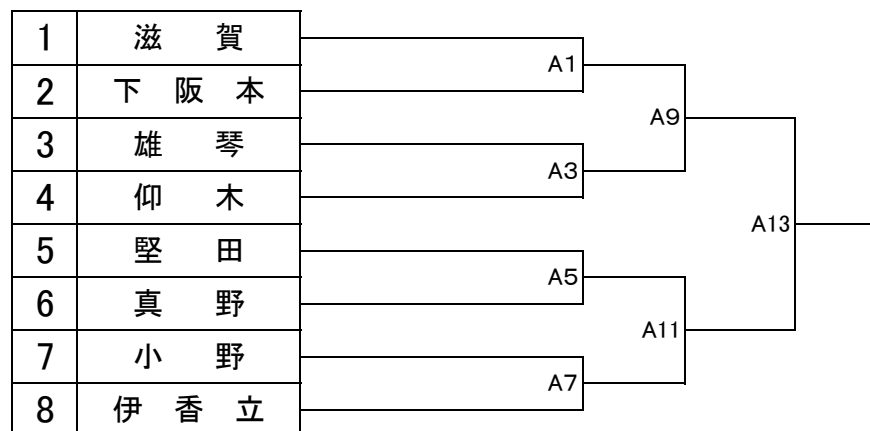 1 滋賀
A1
2 下阪本
A9
3 雄琴
A3
4 仰木
A13
5 堅田
A5
6 真野
A11
7 小野
A7
8 伊香立